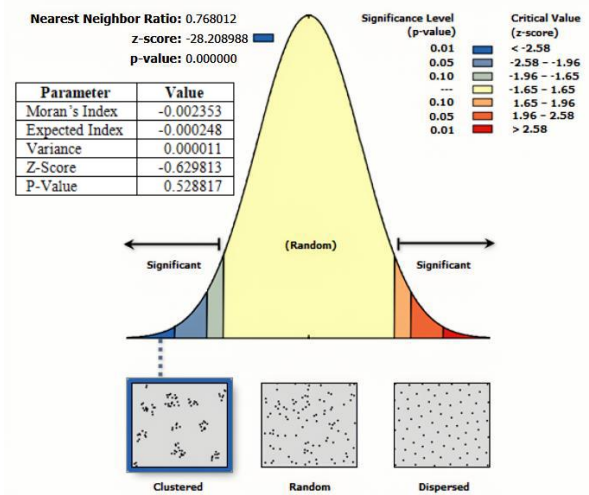 Nearest Neighbor Ratio: 0.768012
z-score: -28.208988
p-value: 0.000000
Parameter Value
Moran's Index -0.002353
Expected Index -0.000248
Variance 0.000011
Z-Score -0.629813
P-Value 0.528817
Significance Level
(p-value)
Critical Value
(z-score)
0.01 < -2.58
0.05 -2.58 - -1.96
0.10 -1.96 - -1.65
--- -1.65 - 1.65
0.10 1.65 - 1.96
0.05 1.96 - 2.58
0.01 > 2.58
(Random)
Significant Significant
Clustered Random Dispersed